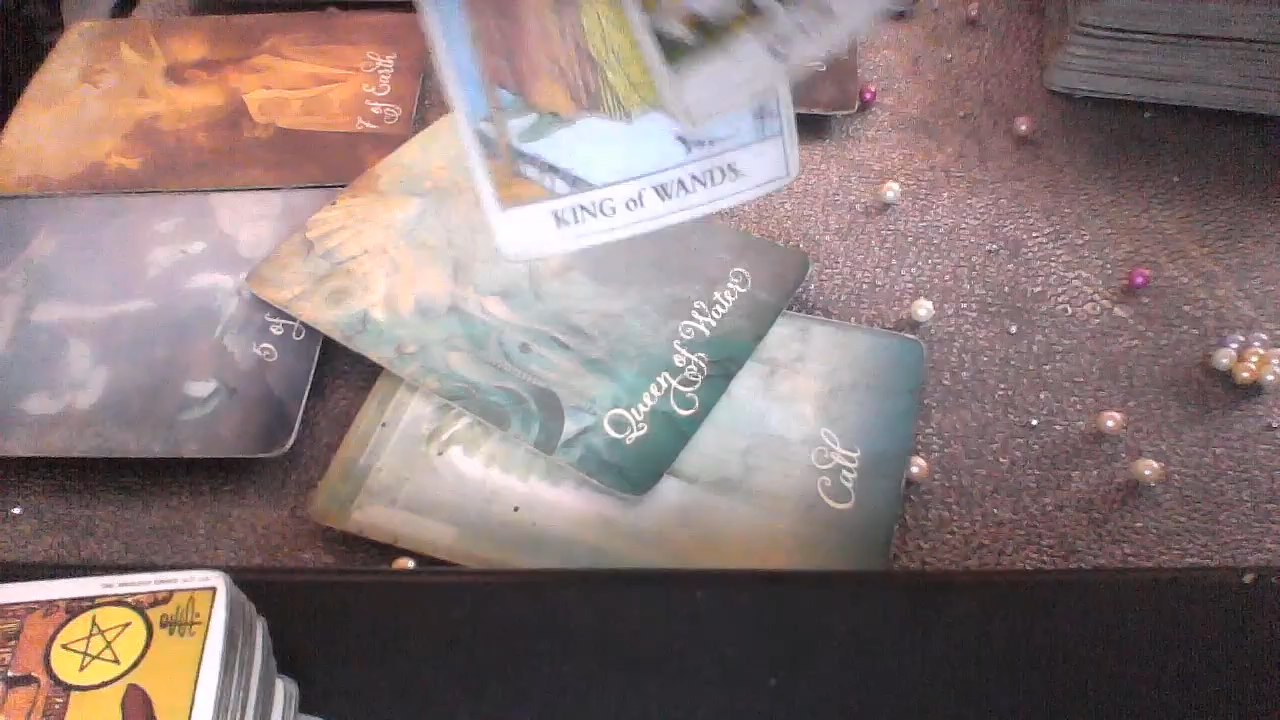 7 of Earth
KING of WANDS.
5 of
Queen of Water
Call